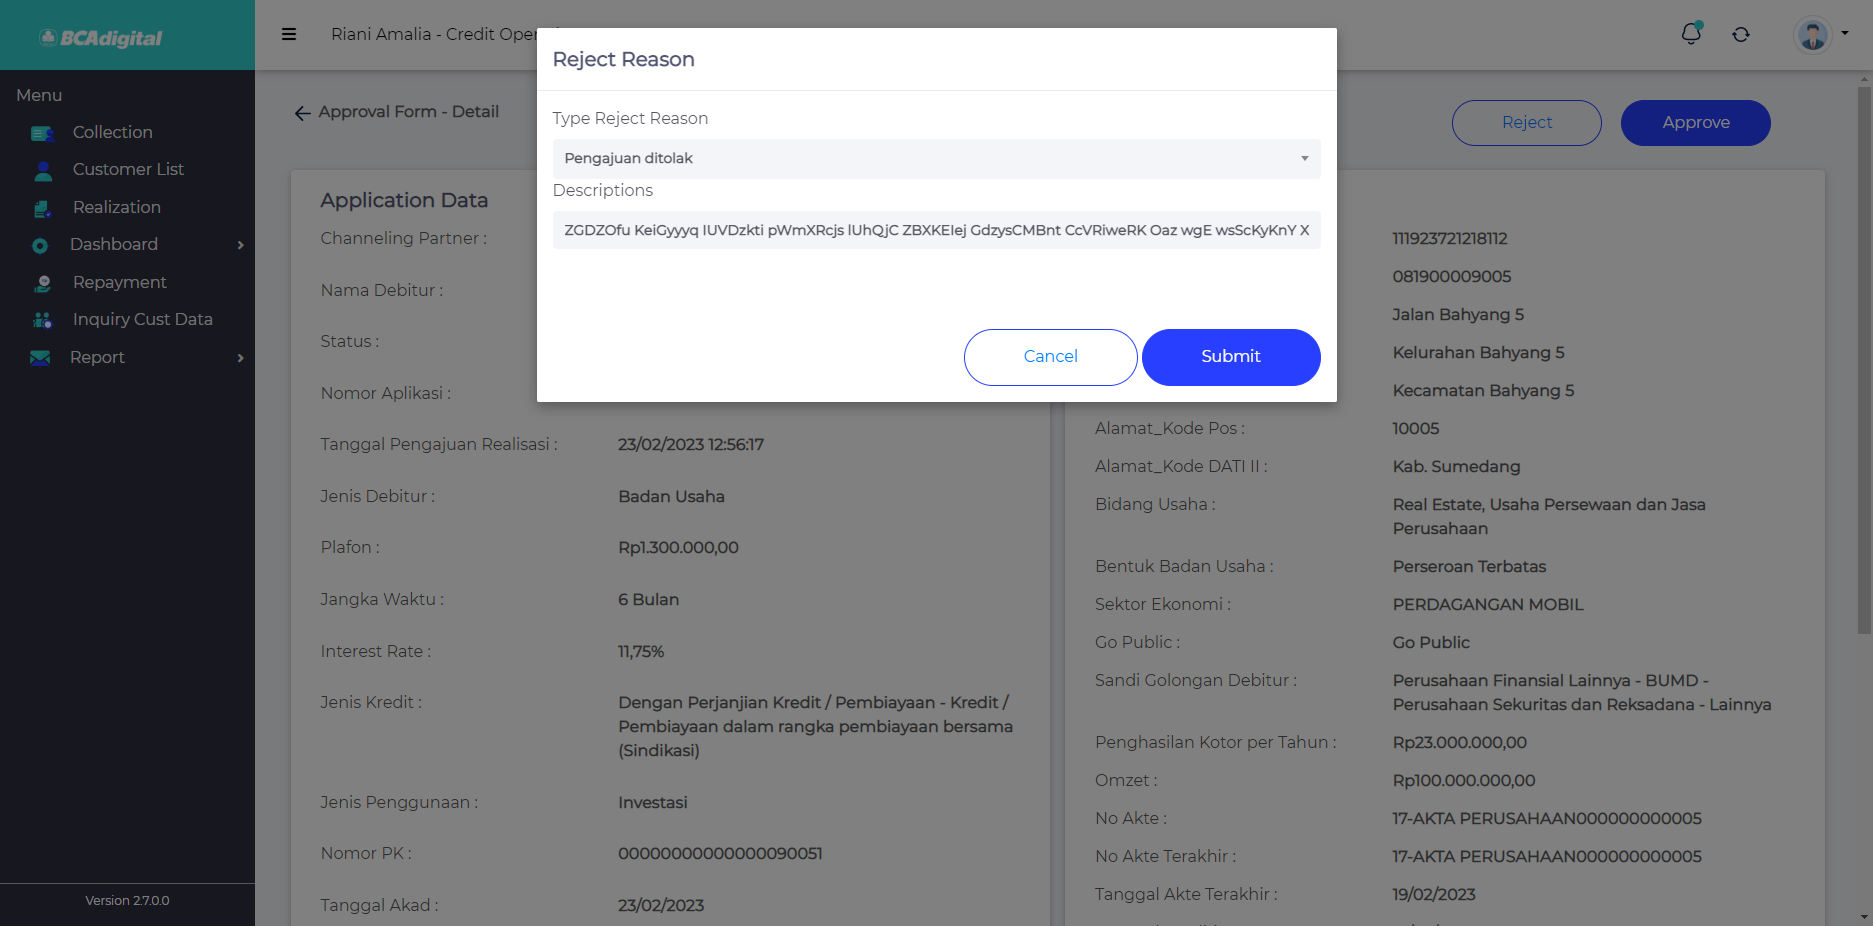 BCAdigital
Riani Amalia - Credit Oper
Menu
Collection
Customer List
Realization
Dashboard
Repayment
Inquiry Cust Data
Report
Version 2.7.0.0
Approval Form - Detail
Reject
Approve
Reject Reason
Type Reject Reason
Pengajuan ditolak
Descriptions
ZGDZOfu KeiGyyyq IUVDzkti pWmXRcjs lUhQjC ZBXKEIej GdzysCMBnt CcVRiweRK Oaz wgE wsScKyKnY X
Cancel
Submit
Application Data
Channeling Partner :
Nama Debitur :
Status :
Nomor Aplikasi :
Tanggal Pengajuan Realisasi : 23/02/2023 12:56:17
Jenis Debitur : Badan Usaha
Plafon : Rp1.300.000,00
Jangka Waktu : 6 Bulan
Interest Rate : 11,75%
Jenis Kredit : Dengan Perjanjian Kredit / Pembiayaan - Kredit /
Pembiayaan dalam rangka pembiayaan bersama
(Sindikasi)
Jenis Penggunaan : Investasi
Nomor PK : 00000000000000090051
Tanggal Akad : 23/02/2023
111923721218112
081900009005
Jalan Bahyang 5
Kelurahan Bahyang 5
Kecamatan Bahyang 5
Alamat_Kode Pos : 10005
Alamat_Kode DATI II : Kab. Sumedang
Bidang Usaha : Real Estate, Usaha Persewaan dan Jasa
Perusahaan
Bentuk Badan Usaha : Perseroan Terbatas
Sektor Ekonomi : PERDAGANGAN MOBIL
Go Public : Go Public
Sandi Golongan Debitur : Perusahaan Finansial Lainnya - BUMD -
Perusahaan Sekuritas dan Reksadana - Lainnya
Penghasilan Kotor per Tahun : Rp23.000.000,00
Omzet : Rp100.000.000,00
No Akte : 17-AKTA PERUSAHAAN000000000005
No Akte Terakhir : 17-AKTA PERUSAHAAN000000000005
Tanggal Akte Terakhir : 19/02/2023